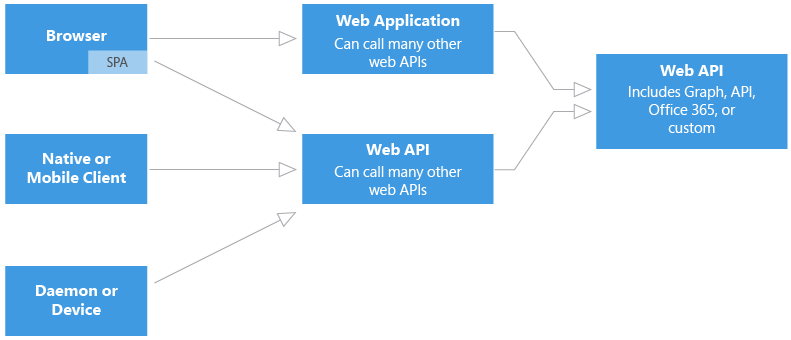 Browser
SPA
Web Application
Can call many other
web APIs
Web API
Includes Graph, API,
Office 365, or
custom
Native or
Mobile Client
Web API
Can call many other
web APIs
Daemon or
Device